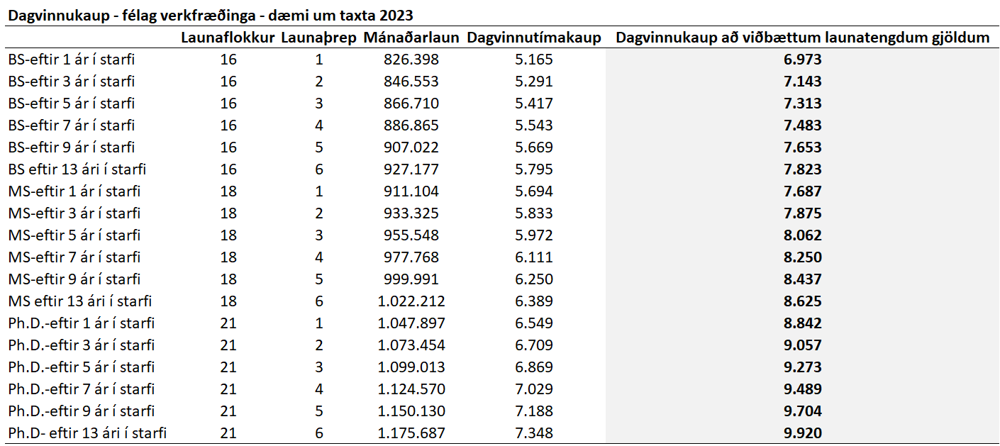 Dagvinnukaup - félag verkfræðinga - dæmi um taxta 2023
Launaflokkur Launaþrep Mánaðarlaun Dagvinnutímakaup Dagvinnukaup að viðbættum launatengdum gjöldum
BS-eftir 1 ár í starfi 16 1 826.398 5.165 6.973
BS-eftir 3 ár í starfi 16 2 846.553 5.291 7.143
BS-eftir 5 ár í starfi 16 3 866.710 5.417 7.313
BS-eftir 7 ár í starfi 16 4 886.865 5.543 7.483
BS-eftir 9 ár í starfi 16 5 907.022 5.669 7.653
BS eftir 13 ári í starfi 16 6 927.177 5.795 7.823
MS-eftir 1 ár í starfi 18 1 911.104 5.694 7.687
MS-eftir 3 ár í starfi 18 2 933.325 5.833 7.875
MS-eftir 5 ár í starfi 18 3 955.548 5.972 8.062
MS-eftir 7 ár í starfi 18 4 977.768 6.111 8.250
MS-eftir 9 ár í starfi 18 5 999.991 6.250 8.437
MS eftir 13 ári í starfi 18 6 1.022.212 6.389 8.625
Ph.D.-eftir 1 ár í starfi 21 1 1.047.897 6.549 8.842
Ph.D.-eftir 3 ár í starfi 21 2 1.073.454 6.709 9.057
Ph.D.-eftir 5 ár í starfi 21 3 1.099.013 6.869 9.273
Ph.D.-eftir 7 ár í starfi 21 4 1.124.570 7.029 9.489
Ph.D.-eftir 9 ár í starfi 21 5 1.150.130 7.188 9.704
Ph.D- eftir 13 ári í starfi 21 6 1.175.687 7.348 9.920